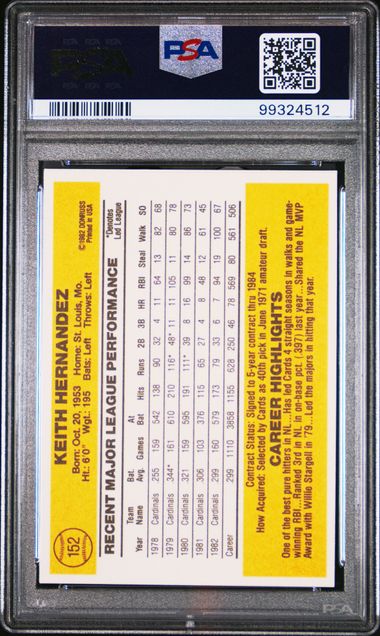 PSA
99324512
152
KEITH HERNANDEZ
©1982 DONRUSS
Printed in USA
Born: Oct. 20, 1953 Home: St. Louis, Mo.
Ht.: 6'0" Wgt.: 195 Bats: Left Throws: Left
RECENT MAJOR LEAGUE PERFORMANCE
*Denotes
Led League
Team Bat. At
Year Name Avg. Games Bat Hits Runs 2B 3B HR RBI Steal Walk SO
1978 Cardinals .255 159 542 138 90 32 4 11 64 13 82 68
1979 Cardinals .344* 161 610 210 116* 48* 11 11 105 11 80 78
1980 Cardinals .321 159 595 191 111* 39 8 16 99 14 86 73
1981 Cardinals .306 103 376 115 65 27 4 8 48 12 61 45
1982 Cardinals .299 160 579 173 79 33 6 7 94 19 100 67
Career .299 1110 3858 1155 628 250 46 78 569 80 561 506
Contract Status: Signed to 5-year contract thru 1984
How Acquired: Selected by Cards as 40th pick in June 1971 amateur draft.
CAREER HIGHLIGHTS
One of the best pure hitters in NL...Has led Cards 4 straight seasons in walks and game-
winning RBI...Ranked 3rd in NL in on-base pct. (.397) last year...Shared the NL MVP
Award with Willie Stargell in '79...Led the majors in hitting that year.
PSA